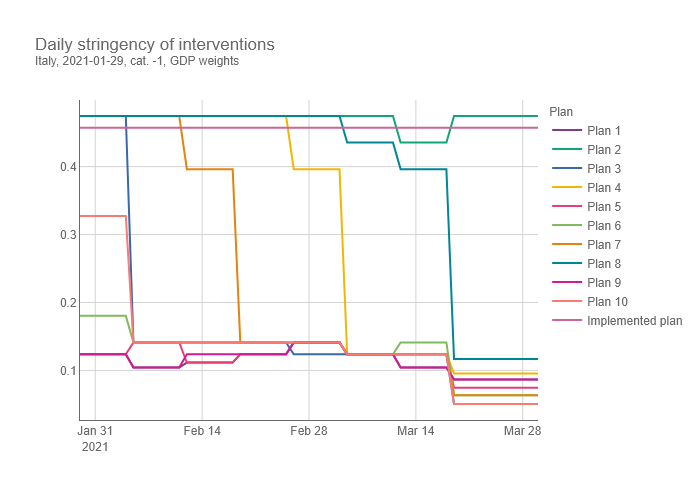 Daily stringency of interventions
Italy, 2021-01-29, cat. -1, GDP weights
Plan
Plan 1
Plan 2
Plan 3
Plan 4
Plan 5
Plan 6
Plan 7
Plan 8
Plan 9
Plan 10
Implemented plan
0.4
0.3
0.2
0.1
Jan 31 Feb 14 Feb 28 Mar 14 Mar 28
2021